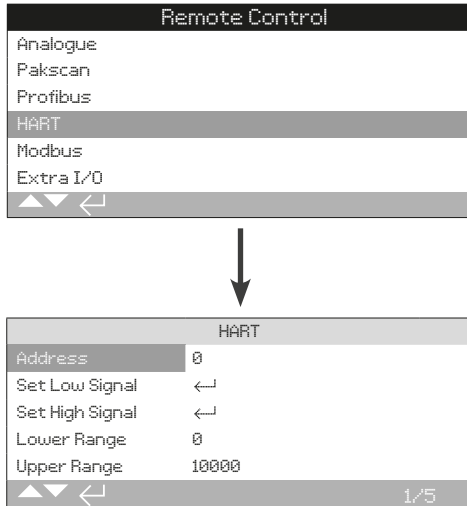 Remote Control
Analogue
Pakscan
Profibus
HART
Modbus
Extra I/O
HART
Address 0
Set Low Signal
Set High Signal
Lower Range 0
Upper Range 10000
1/5